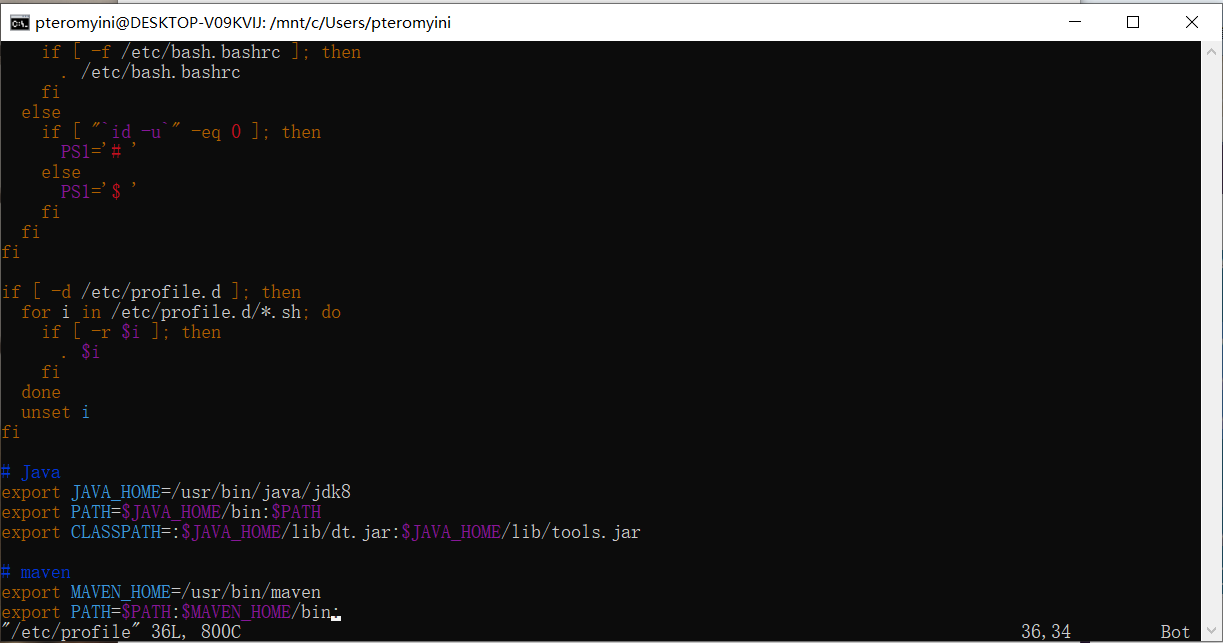 pteromyini@DESKTOP-V09KVIJ: /mnt/c/Users/pteromyini
    if [ -f /etc/bash.bashrc ]; then
      . /etc/bash.bashrc
    fi
  else
    if [ "`id -u`" -eq 0 ]; then
      PS1='# '
    else
      PS1='$ '
    fi
  fi
fi

if [ -d /etc/profile.d ]; then
  for i in /etc/profile.d/*.sh; do
    if [ -r $i ]; then
      . $i
    fi
  done
  unset i
fi

# Java
export JAVA_HOME=/usr/bin/java/jdk8
export PATH=$JAVA_HOME/bin:$PATH
export CLASSPATH=:$JAVA_HOME/lib/dt.jar:$JAVA_HOME/lib/tools.jar

# maven
export MAVEN_HOME=/usr/bin/maven
export PATH=$PATH:$MAVEN_HOME/bin:
"/etc/profile" 36L, 800C 36,34 Bot